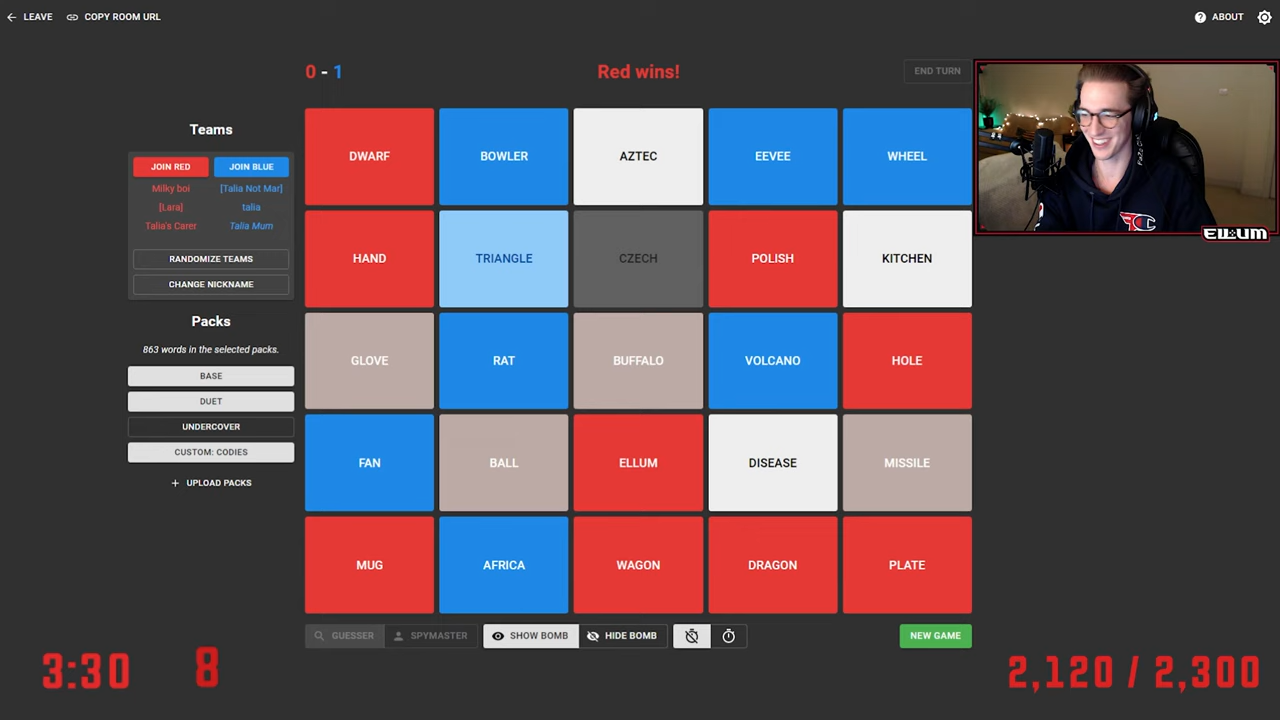 LEAVE COPY ROOM URL
ABOUT
0 - 1
Red wins!
END TURN
Teams
JOIN RED JOIN BLUE
Milky boi [Talia Not Mar]
[Lara] talia
Talia's Carer Talia Mum
RANDOMIZE TEAMS
CHANGE NICKNAME
Packs
863 words in the selected packs.
BASE
DUET
UNDERCOVER
CUSTOM: CODIES
+ UPLOAD PACKS
DWARF BOWLER AZTEC EEVEE WHEEL
HAND TRIANGLE CZECH POLISH KITCHEN
GLOVE RAT BUFFALO VOLCANO HOLE
FAN BALL ELLUM DISEASE MISSILE
MUG AFRICA WAGON DRAGON PLATE
GUESSER SPYMASTER SHOW BOMB HIDE BOMB NEW GAME
ELLUM
3:30 8
2,120 / 2,300